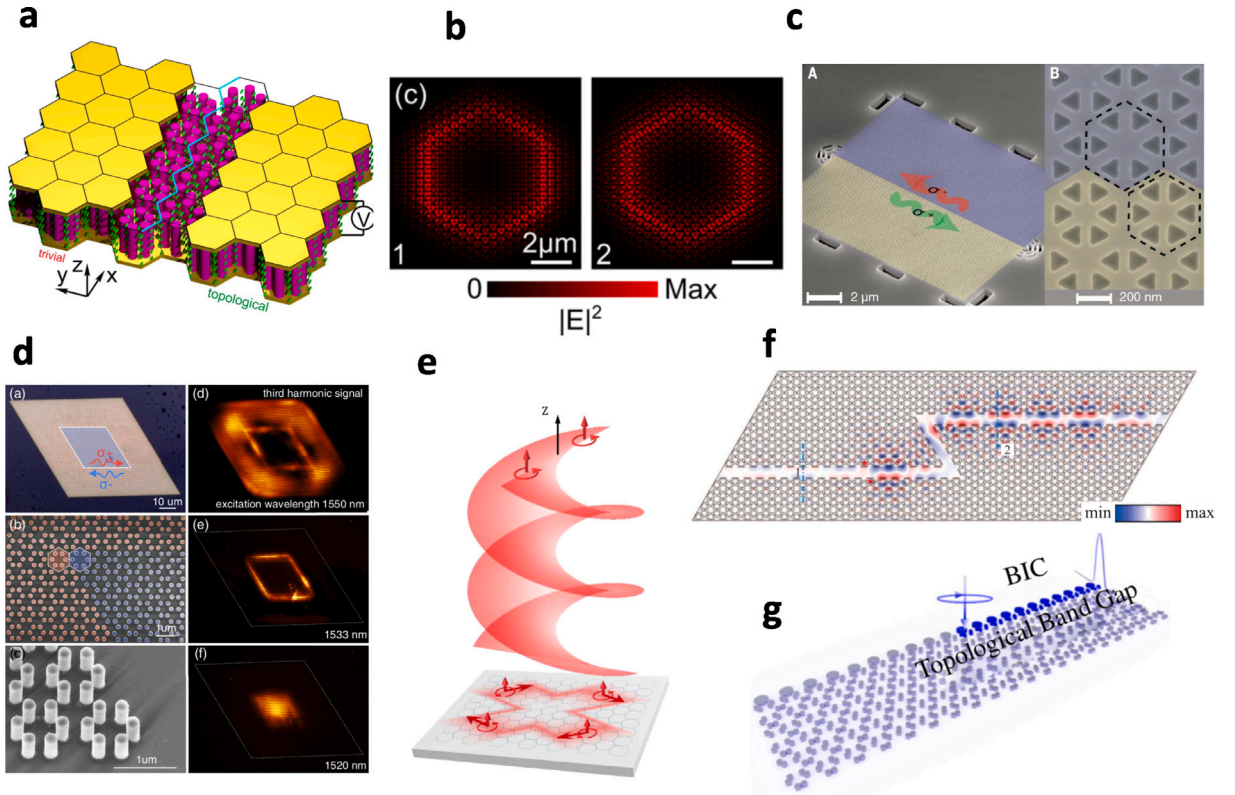 a
trivial
y
z
x
topological
V
b
(c)
1
2μm
2
0
Max
|E|²
c
A
σ⁻
σ⁺
2 μm
B
200 nm
d
(a)
σ+
σ-
10 um
(b)
1um
(c)
1um
(d)
third harmonic signal
excitation wavelength 1550 nm
(e)
1533 nm
(f)
1520 nm
e
z
f
1
2
min
max
g
BIC
Topological Band Gap